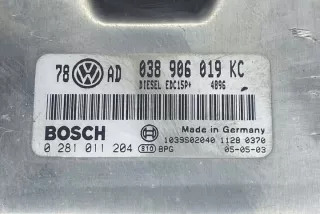 78 AD 038 906 019 KC
DIESEL EDC15P+ 4896
BOSCH Made in Germany
1039S02040 1128 0370
0 281 011 204 810 BPG 05-05-03